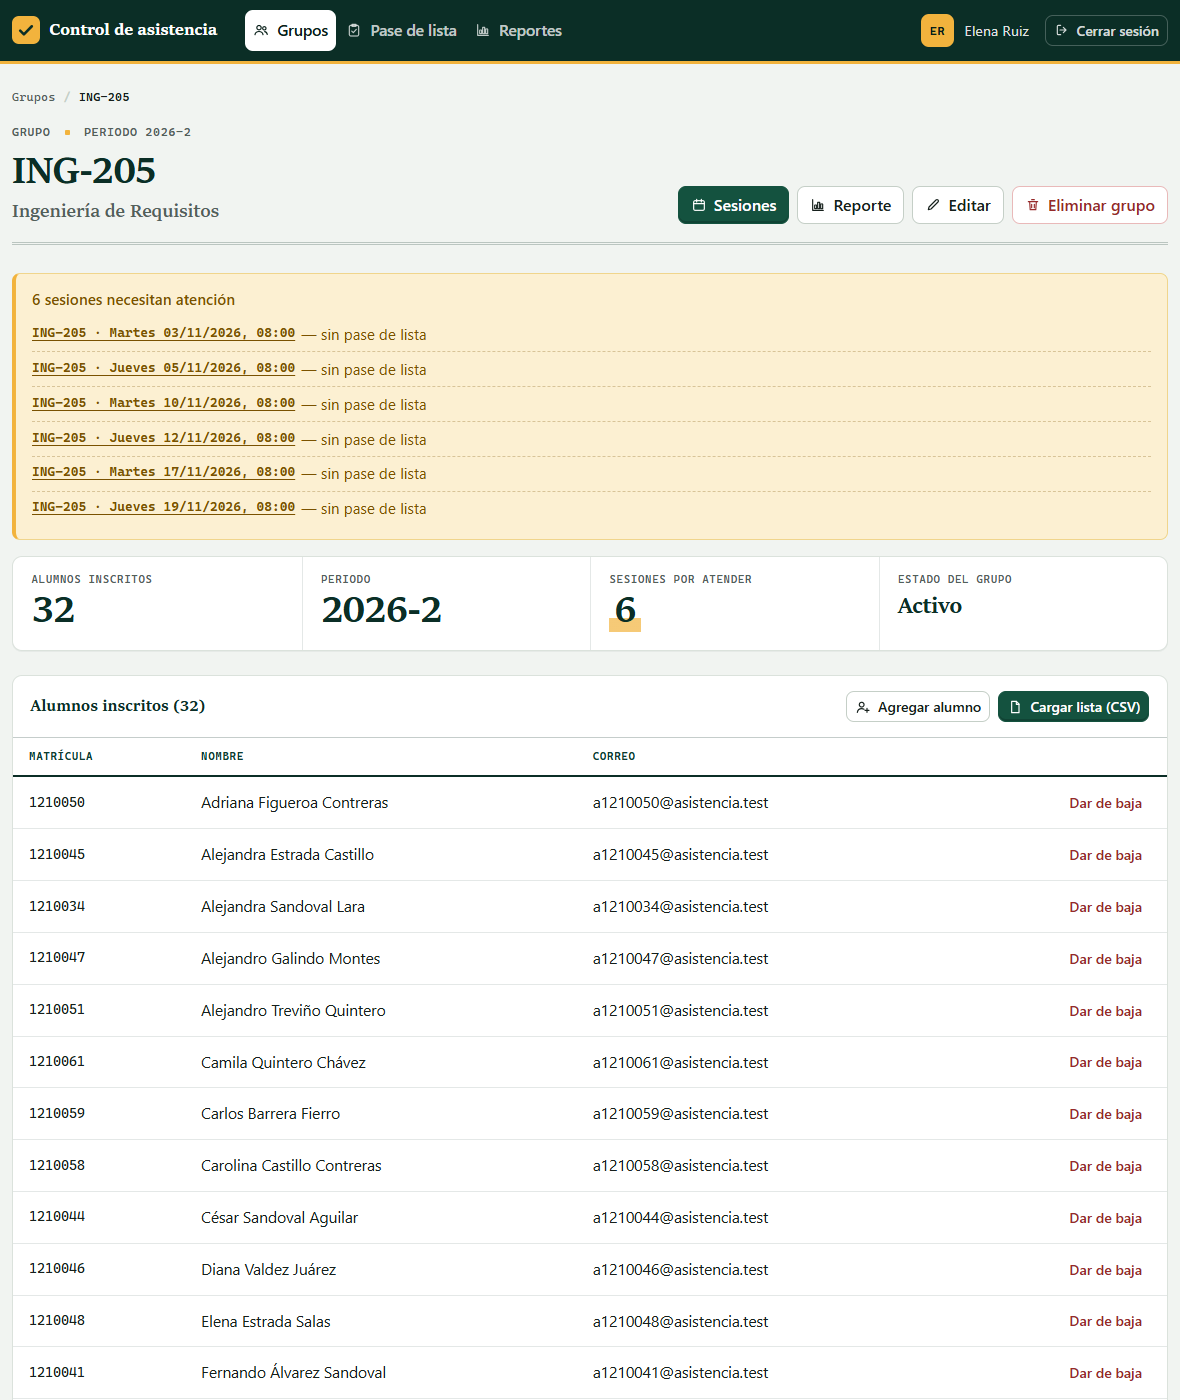 Control de asistencia
Grupos
Pase de lista
Reportes
ER
Elena Ruiz
Cerrar sesión
Grupos / ING-205
GRUPO ▪ PERIODO 2026-2
ING-205
Ingeniería de Requisitos
Sesiones
Reporte
Editar
Eliminar grupo
6 sesiones necesitan atención
ING-205 · Martes 03/11/2026, 08:00 — sin pase de lista
ING-205 · Jueves 05/11/2026, 08:00 — sin pase de lista
ING-205 · Martes 10/11/2026, 08:00 — sin pase de lista
ING-205 · Jueves 12/11/2026, 08:00 — sin pase de lista
ING-205 · Martes 17/11/2026, 08:00 — sin pase de lista
ING-205 · Jueves 19/11/2026, 08:00 — sin pase de lista
ALUMNOS INSCRITOS
32
PERIODO
2026-2
SESIONES POR ATENDER
6
ESTADO DEL GRUPO
Activo
Alumnos inscritos (32)
Agregar alumno
Cargar lista (CSV)
MATRÍCULA NOMBRE CORREO
1210050 Adriana Figueroa Contreras a1210050@asistencia.test Dar de baja
1210045 Alejandra Estrada Castillo a1210045@asistencia.test Dar de baja
1210034 Alejandra Sandoval Lara a1210034@asistencia.test Dar de baja
1210047 Alejandro Galindo Montes a1210047@asistencia.test Dar de baja
1210051 Alejandro Treviño Quintero a1210051@asistencia.test Dar de baja
1210061 Camila Quintero Chávez a1210061@asistencia.test Dar de baja
1210059 Carlos Barrera Fierro a1210059@asistencia.test Dar de baja
1210058 Carolina Castillo Contreras a1210058@asistencia.test Dar de baja
1210044 César Sandoval Aguilar a1210044@asistencia.test Dar de baja
1210046 Diana Valdez Juárez a1210046@asistencia.test Dar de baja
1210048 Elena Estrada Salas a1210048@asistencia.test Dar de baja
1210041 Fernando Álvarez Sandoval a1210041@asistencia.test Dar de baja